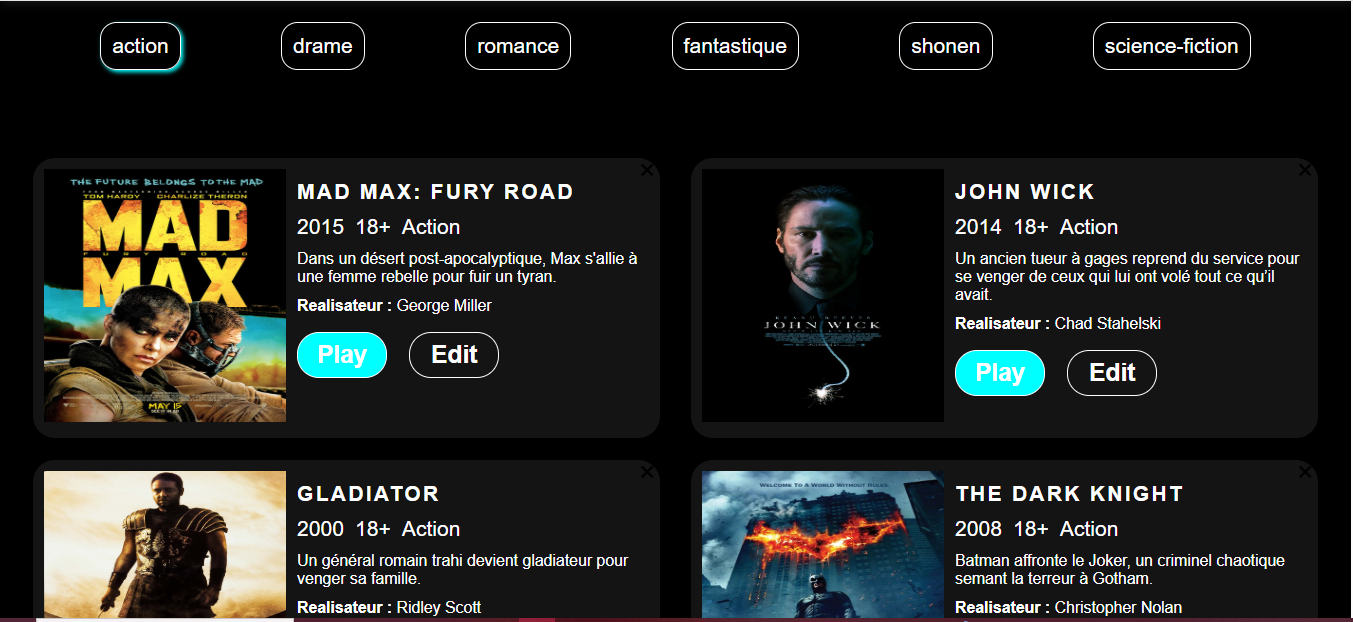 action
drame
romance
fantastique
shonen
science-fiction
THE FUTURE BELONGS TO THE MAD
TOM HARDY CHARLIZE THERON
MAD
FURY ROAD
MAX
MAY 15
MAD MAX: FURY ROAD
2015 18+ Action
Dans un désert post-apocalyptique, Max s'allie à
une femme rebelle pour fuir un tyran.
Realisateur : George Miller
Play Edit
KEANU REEVES
JOHN WICK
JOHN WICK
2014 18+ Action
Un ancien tueur à gages reprend du service pour
se venger de ceux qui lui ont volé tout ce qu’il
avait.
Realisateur : Chad Stahelski
Play Edit
GLADIATOR
2000 18+ Action
Un général romain trahi devient gladiateur pour
venger sa famille.
Realisateur : Ridley Scott
WELCOME TO A WORLD WITHOUT RULES.
THE DARK KNIGHT
2008 18+ Action
Batman affronte le Joker, un criminel chaotique
semant la terreur à Gotham.
Realisateur : Christopher Nolan